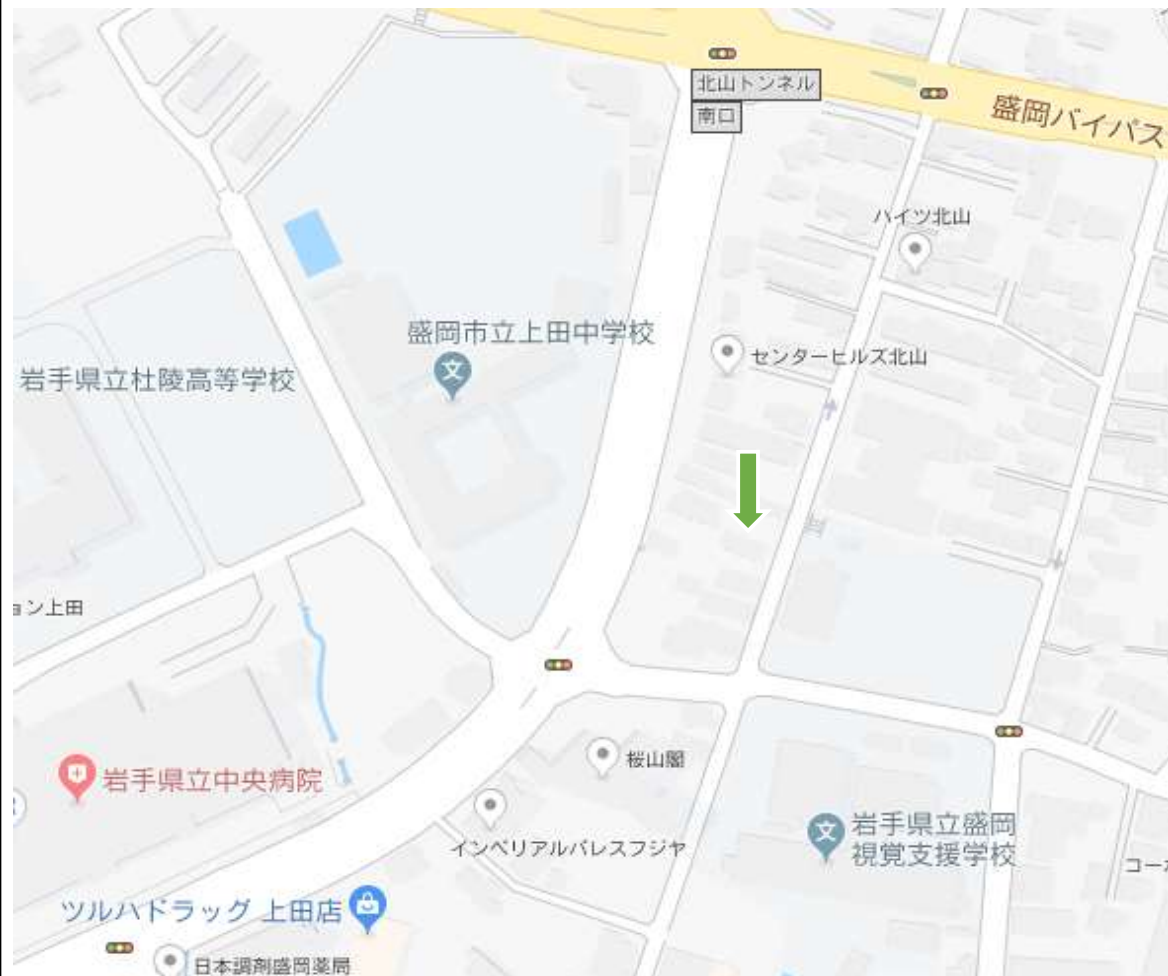 北山トンネル
南口
盛岡バイパス
ハイツ北山
盛岡市立上田中学校
センターヒルズ北山
岩手県立杜陵高等学校
文
ョン上田
桜山閣
岩手県立中央病院
インペリアルパレスフジヤ
文
岩手県立盛岡
視覚支援学校
コーポ
ツルハドラッグ 上田店
日本調剤盛岡薬局